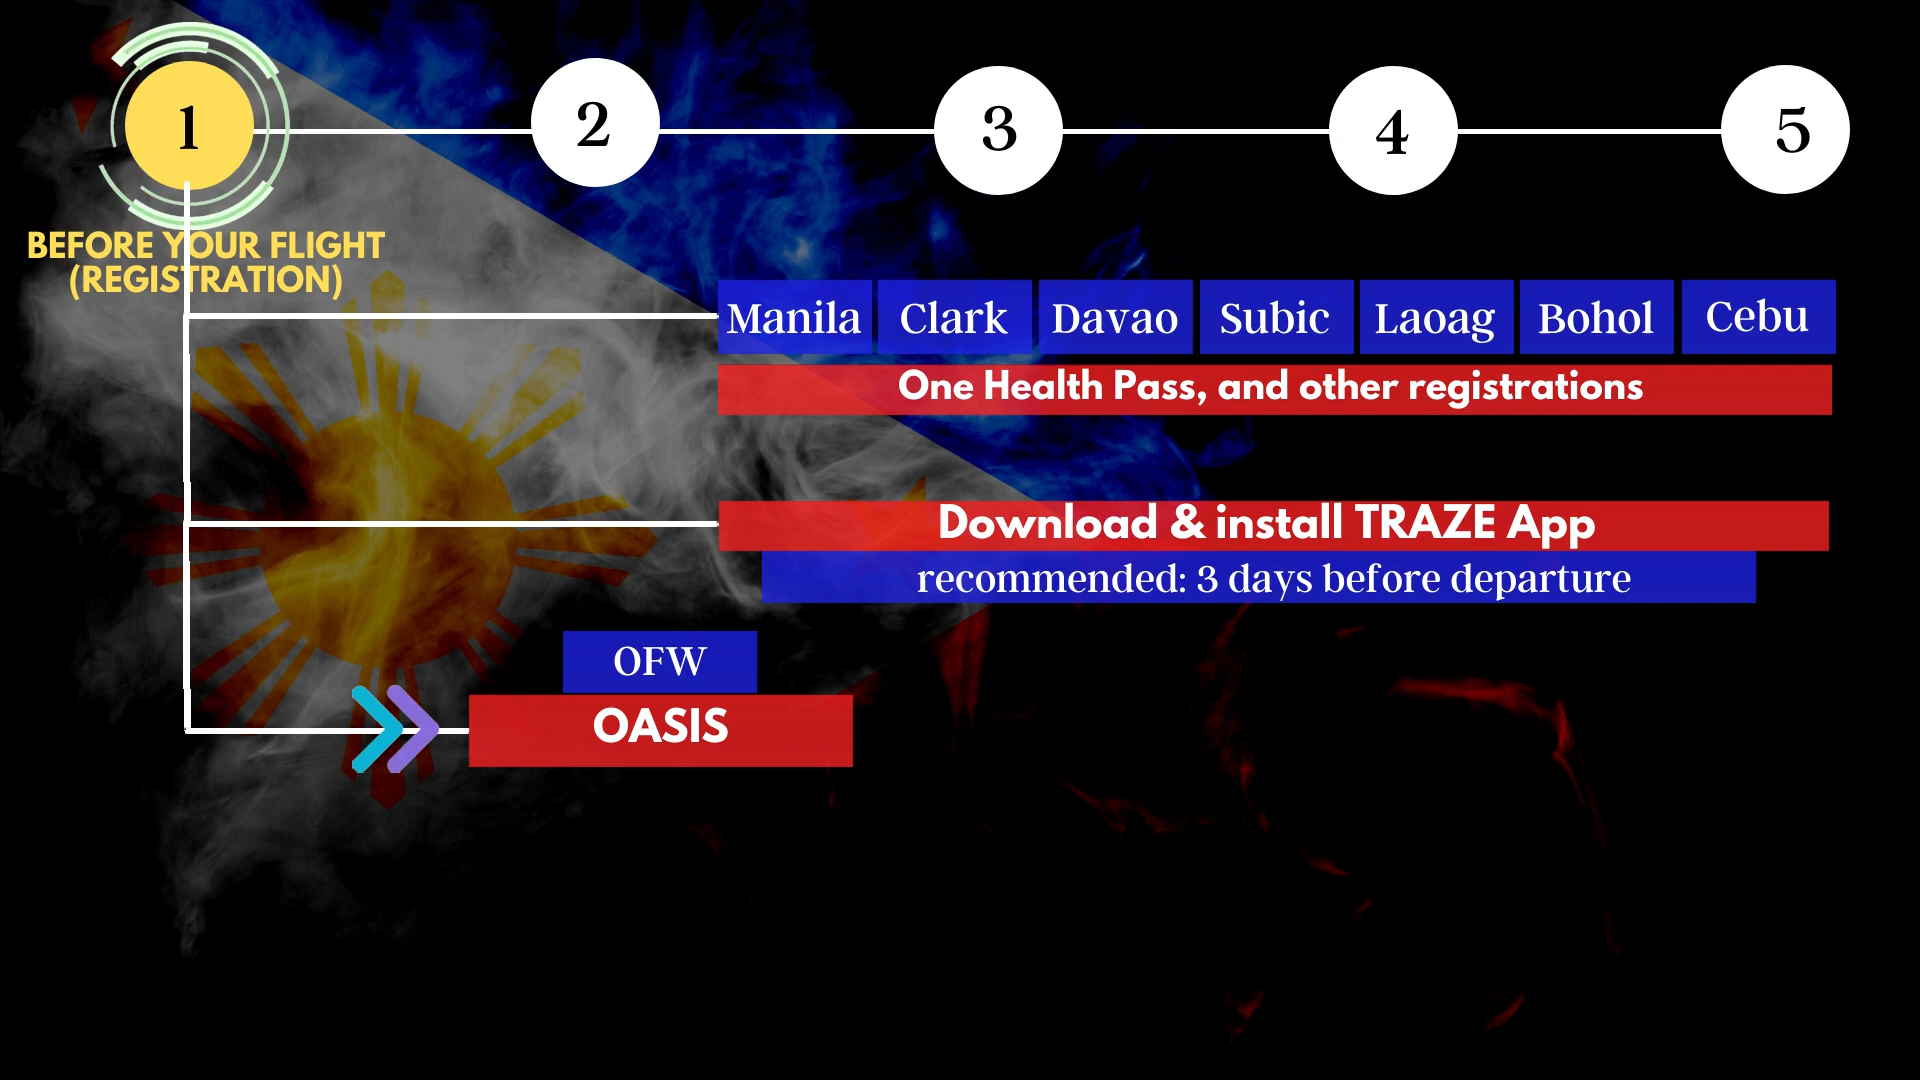 1
2
3
4
5
BEFORE YOUR FLIGHT
(REGISTRATION)
Manila
Clark
Davao
Subic
Laoag
Bohol
Cebu
One Health Pass, and other registrations
Download & install TRAZE App
recommended: 3 days before departure
OFW
OASIS